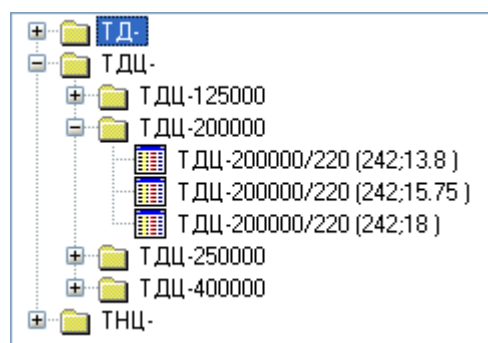 ТД-
ТДЦ-
ТДЦ-125000
ТДЦ-200000
ТДЦ-200000/220 (242;13.8 )
ТДЦ-200000/220 (242;15.75 )
ТДЦ-200000/220 (242;18 )
ТДЦ-250000
ТДЦ-400000
ТНЦ-